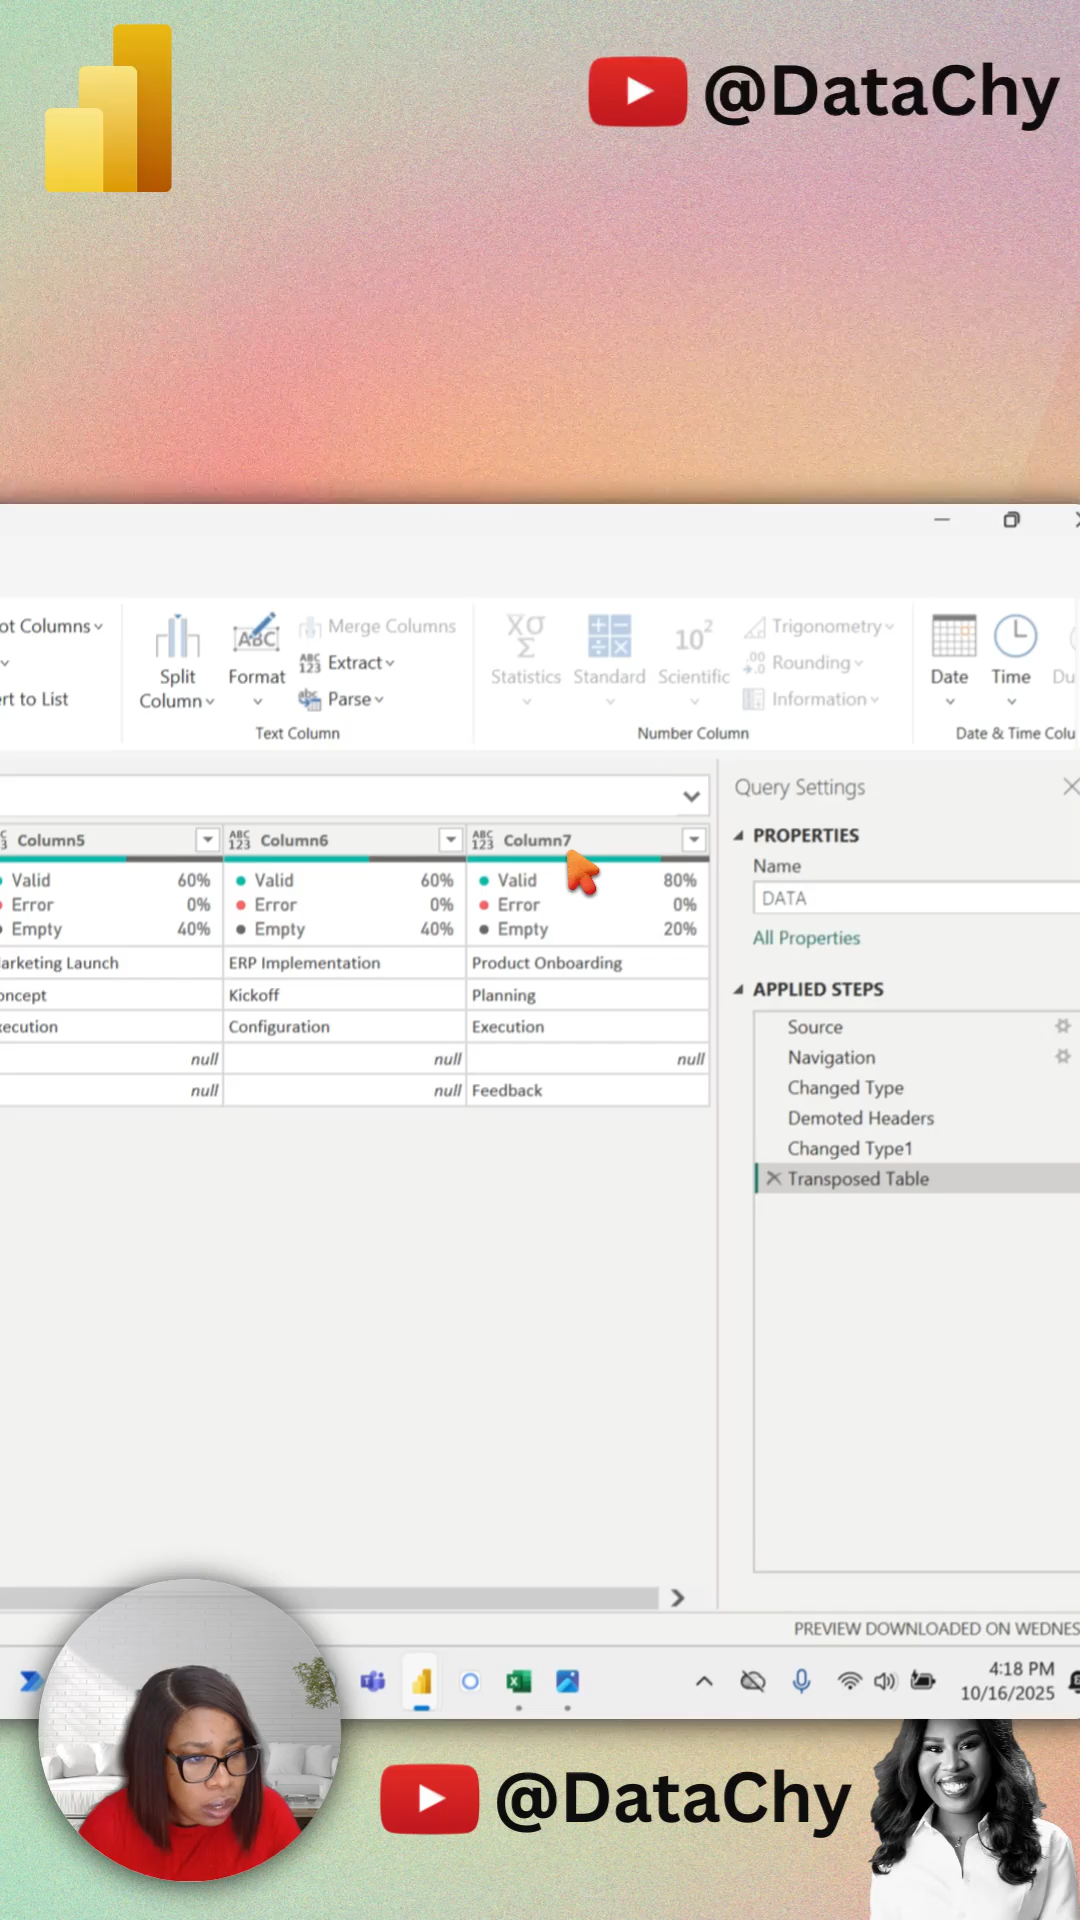 @DataChy
ot Columns
rt to List
Split Column
Format
Merge Columns
Extract
Parse
Text Column
Statistics
Standard
10² Scientific
Trigonometry
Rounding
Information
Number Column
Date
Time
Du
Date & Time Colu
Query Settings
PROPERTIES
Name
DATA
All Properties
APPLIED STEPS
Source
Navigation
Changed Type
Demoted Headers
Changed Type1
Transposed Table
Column5 ABC 123 Column6 ABC 123 Column7
Valid 60% Valid 60% Valid 80%
Error 0% Error 0% Error 0%
Empty 40% Empty 40% Empty 20%
arketing Launch ERP Implementation Product Onboarding
oncept Kickoff Planning
ecution Configuration Execution
null null null
null null Feedback
PREVIEW DOWNLOADED ON WEDNES
4:18 PM
10/16/2025
@DataChy